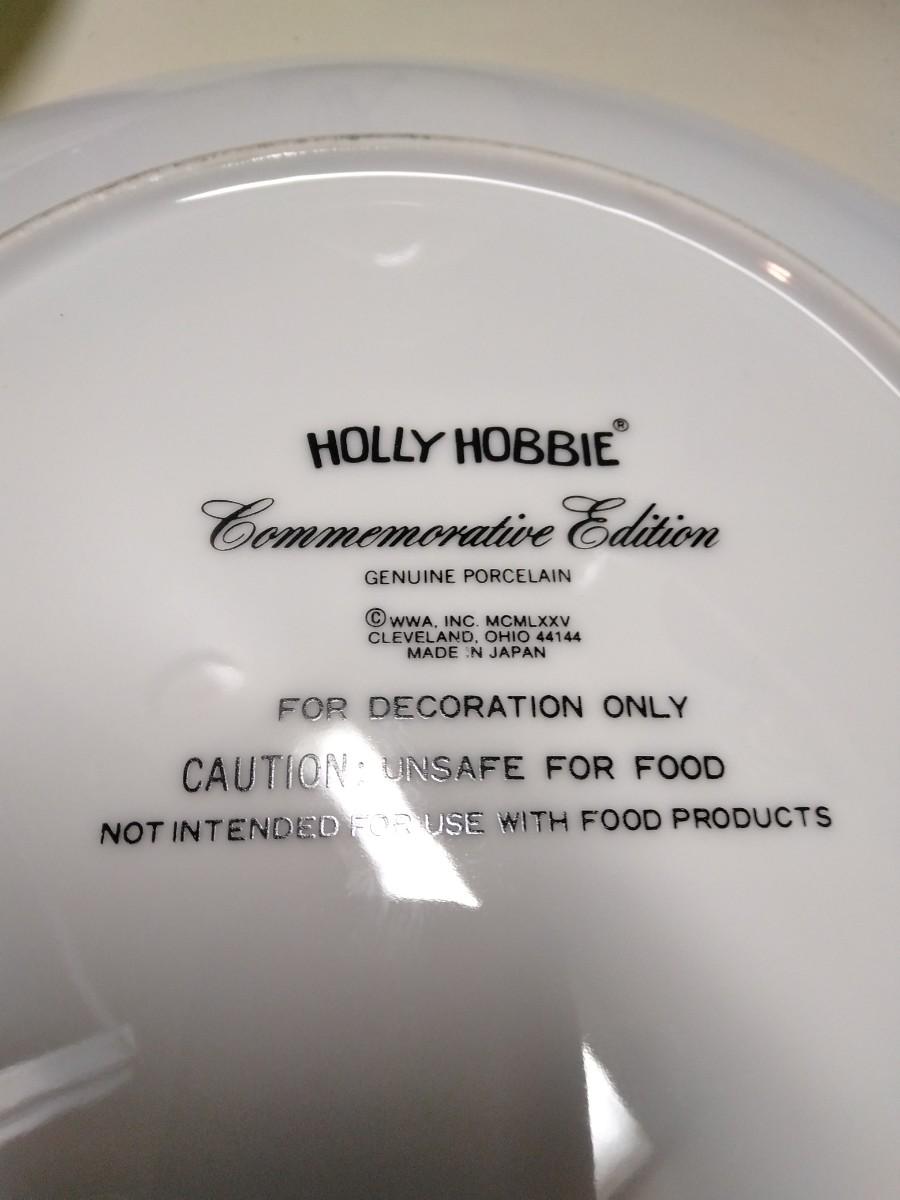 HOLLY HOBBIE®
Commemorative Edition
GENUINE PORCELAIN
© WWA, INC. MCMLXXV
CLEVELAND, OHIO 44144
MADE IN JAPAN
FOR DECORATION ONLY
CAUTION: UNSAFE FOR FOOD
NOT INTENDED FOR USE WITH FOOD PRODUCTS